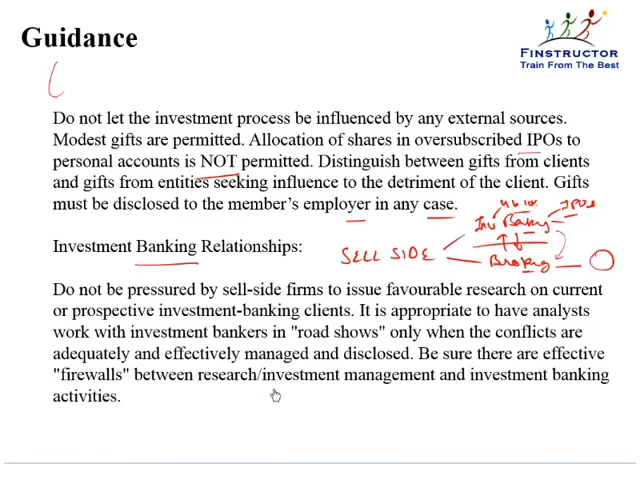 Guidance
FINSTRUCTOR
Train From The Best
Do not let the investment process be influenced by any external sources.
Modest gifts are permitted. Allocation of shares in oversubscribed IPOs to
personal accounts is NOT permitted. Distinguish between gifts from clients
and gifts from entities seeking influence to the detriment of the client. Gifts
must be disclosed to the member's employer in any case.
IPOs
Inv Banking
Investment Banking Relationships:
SELL SIDE
Broking
Do not be pressured by sell-side firms to issue favourable research on current
or prospective investment-banking clients. It is appropriate to have analysts
work with investment bankers in "road shows" only when the conflicts are
adequately and effectively managed and disclosed. Be sure there are effective
"firewalls" between research/investment management and investment banking
activities.